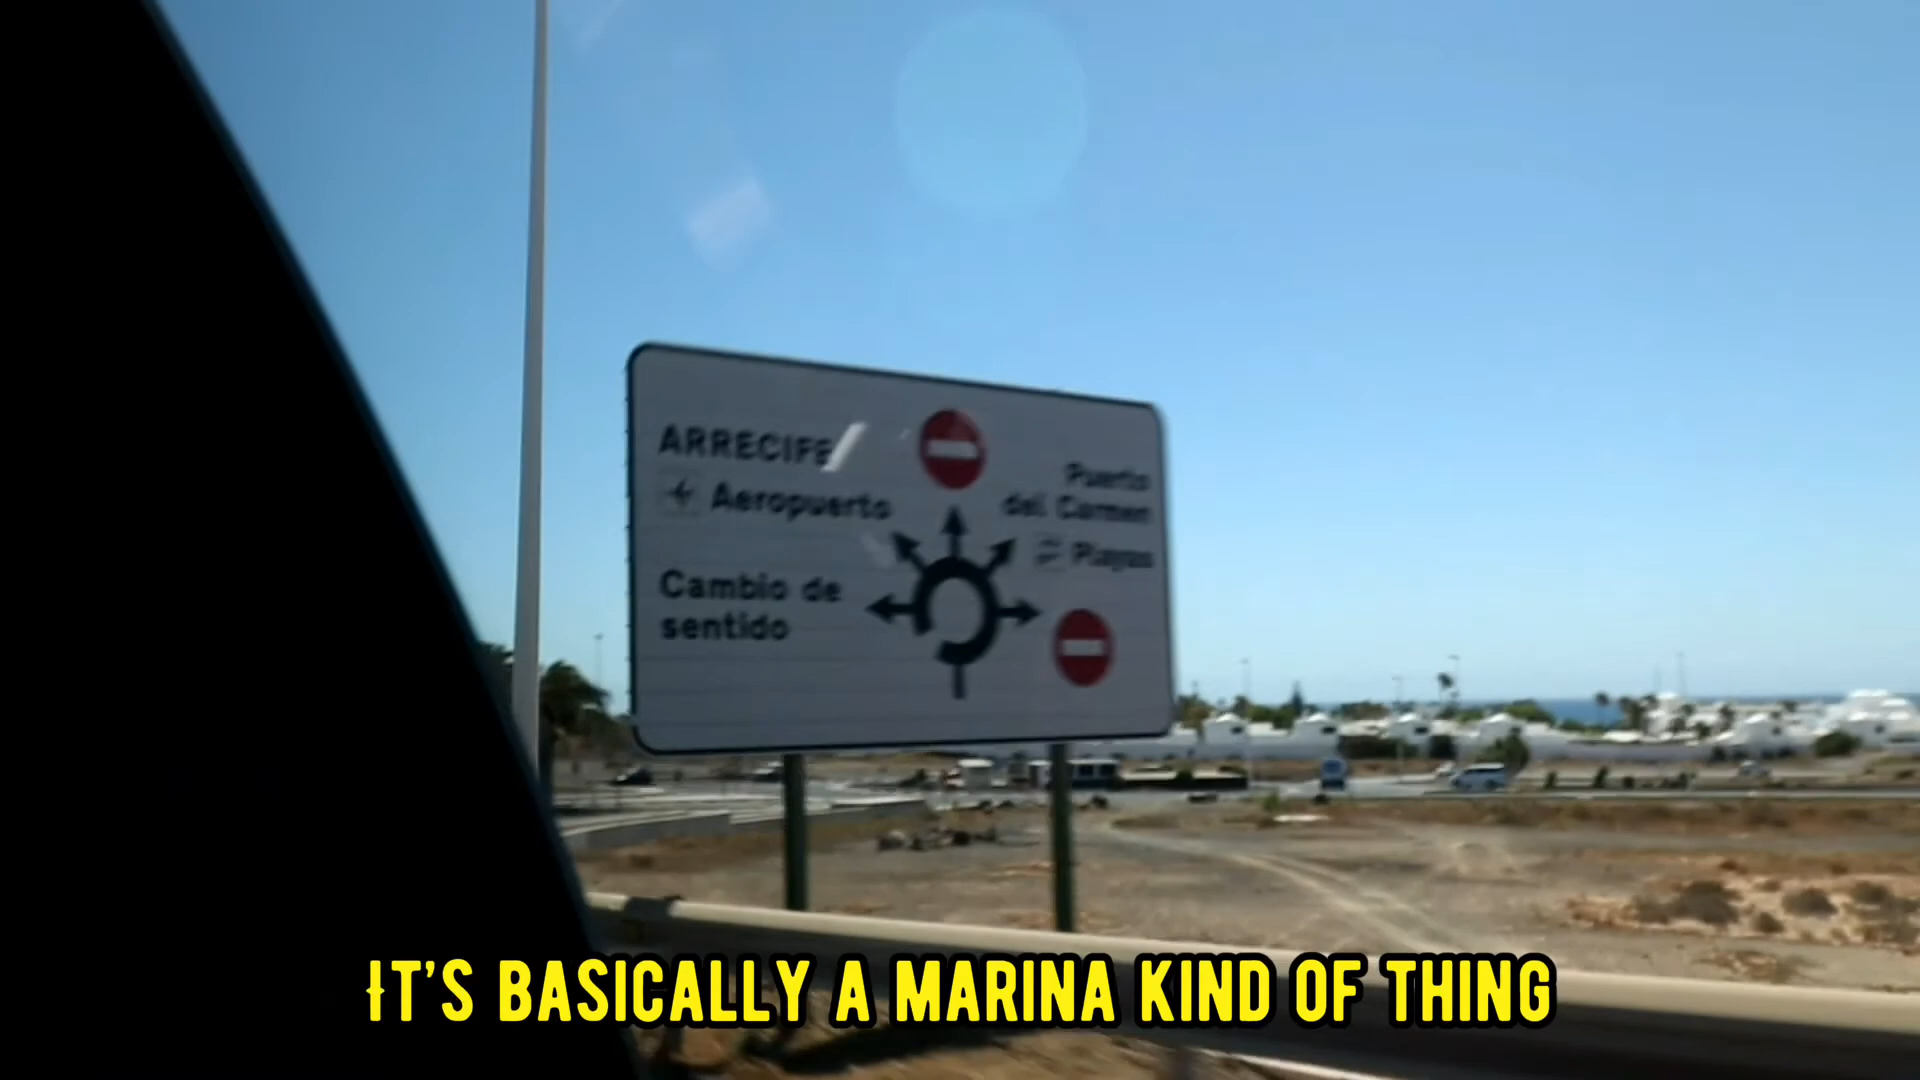 ARRECIFE
Aeropuerto
Cambio de
sentido
Puerto
del Carmen
Playas
IT'S BASICALLY A MARINA KIND OF THING